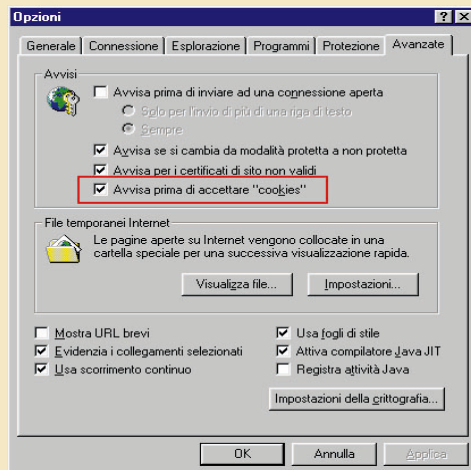 Opzioni
Generale Connessione Esplorazione Programmi Protezione Avanzate
Avvisi
Avvisa prima di inviare ad una connessione aperta
Solo per l'invio di più di una riga di testo
Sempre
Avvisa se si cambia da modalità protetta a non protetta
Avvisa per i certificati di sito non validi
Avvisa prima di accettare "cookies"
File temporanei Internet
Le pagine aperte su Internet vengono collocate in una
cartella speciale per una successiva visualizzazione rapida.
Visualizza file... Impostazioni...
Mostra URL brevi
Evidenzia i collegamenti selezionati
Usa scorrimento continuo
Usa fogli di stile
Attiva compilatore Java JIT
Registra attività Java
Impostazioni della crittografia...
OK Annulla Applica